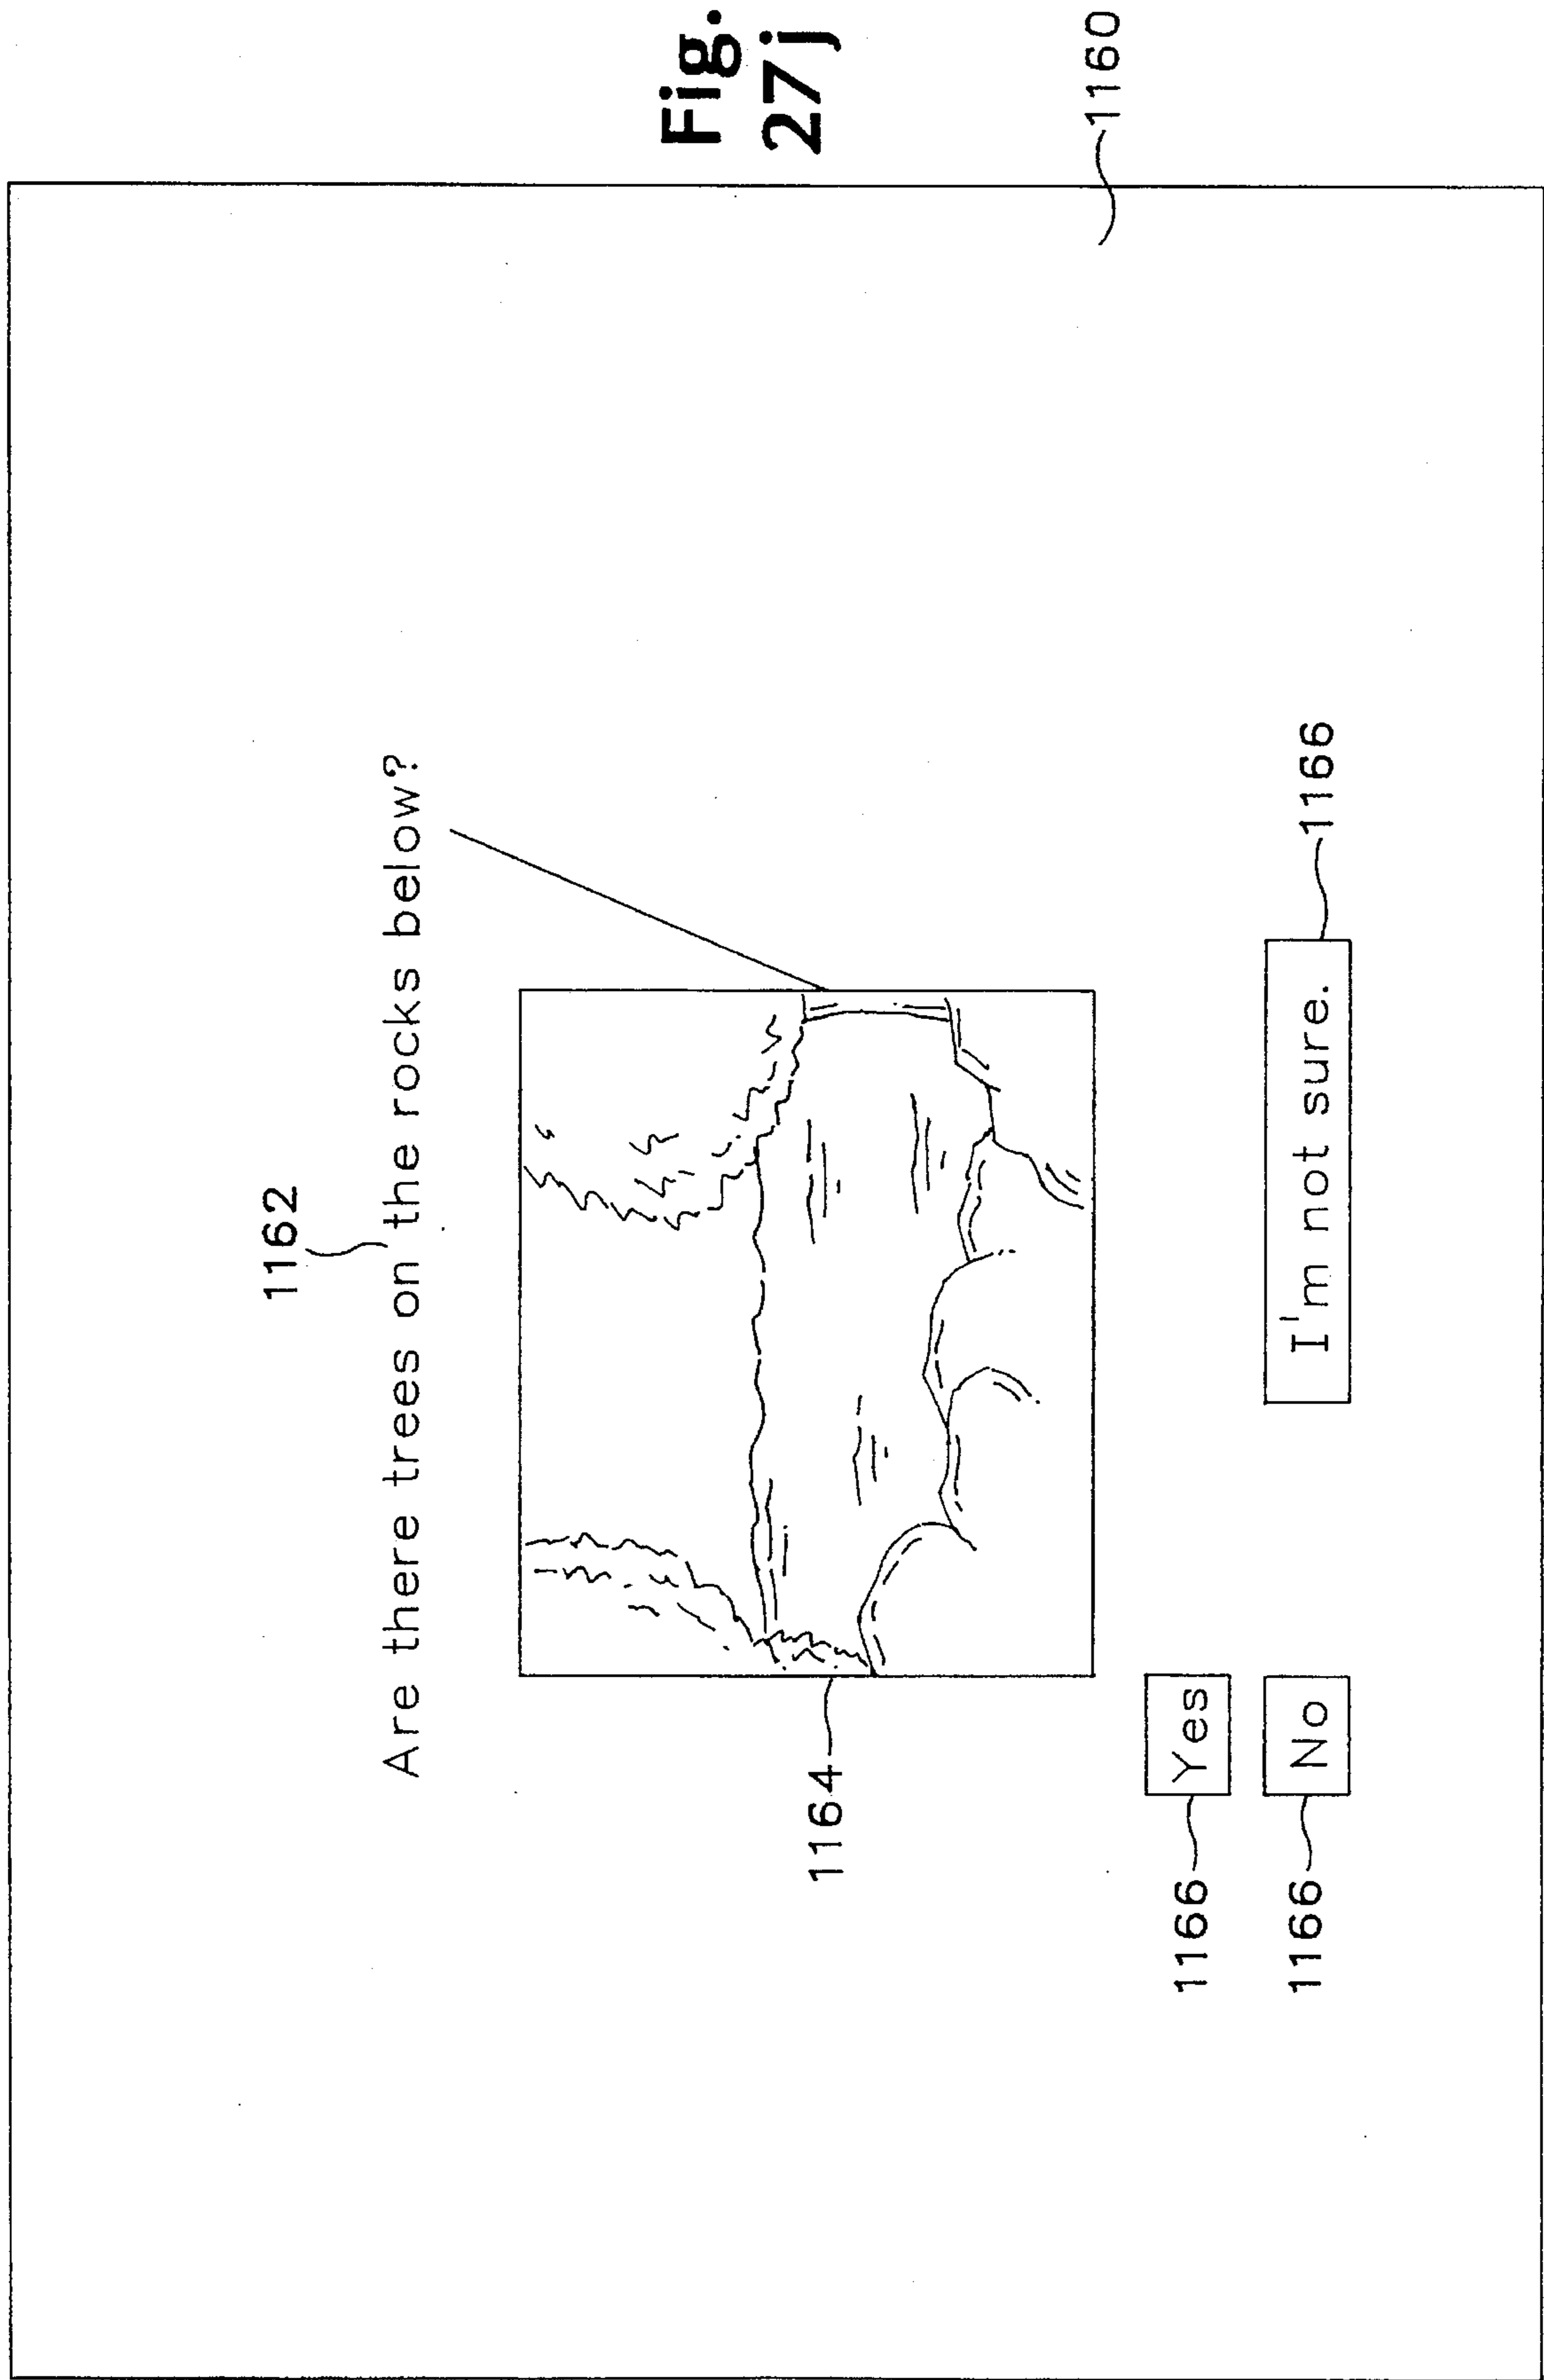 1162
Are there trees on the rocks below?
1164
1166 Yes
1166 No
I'm not sure. 1166
Fig.
27j
1160